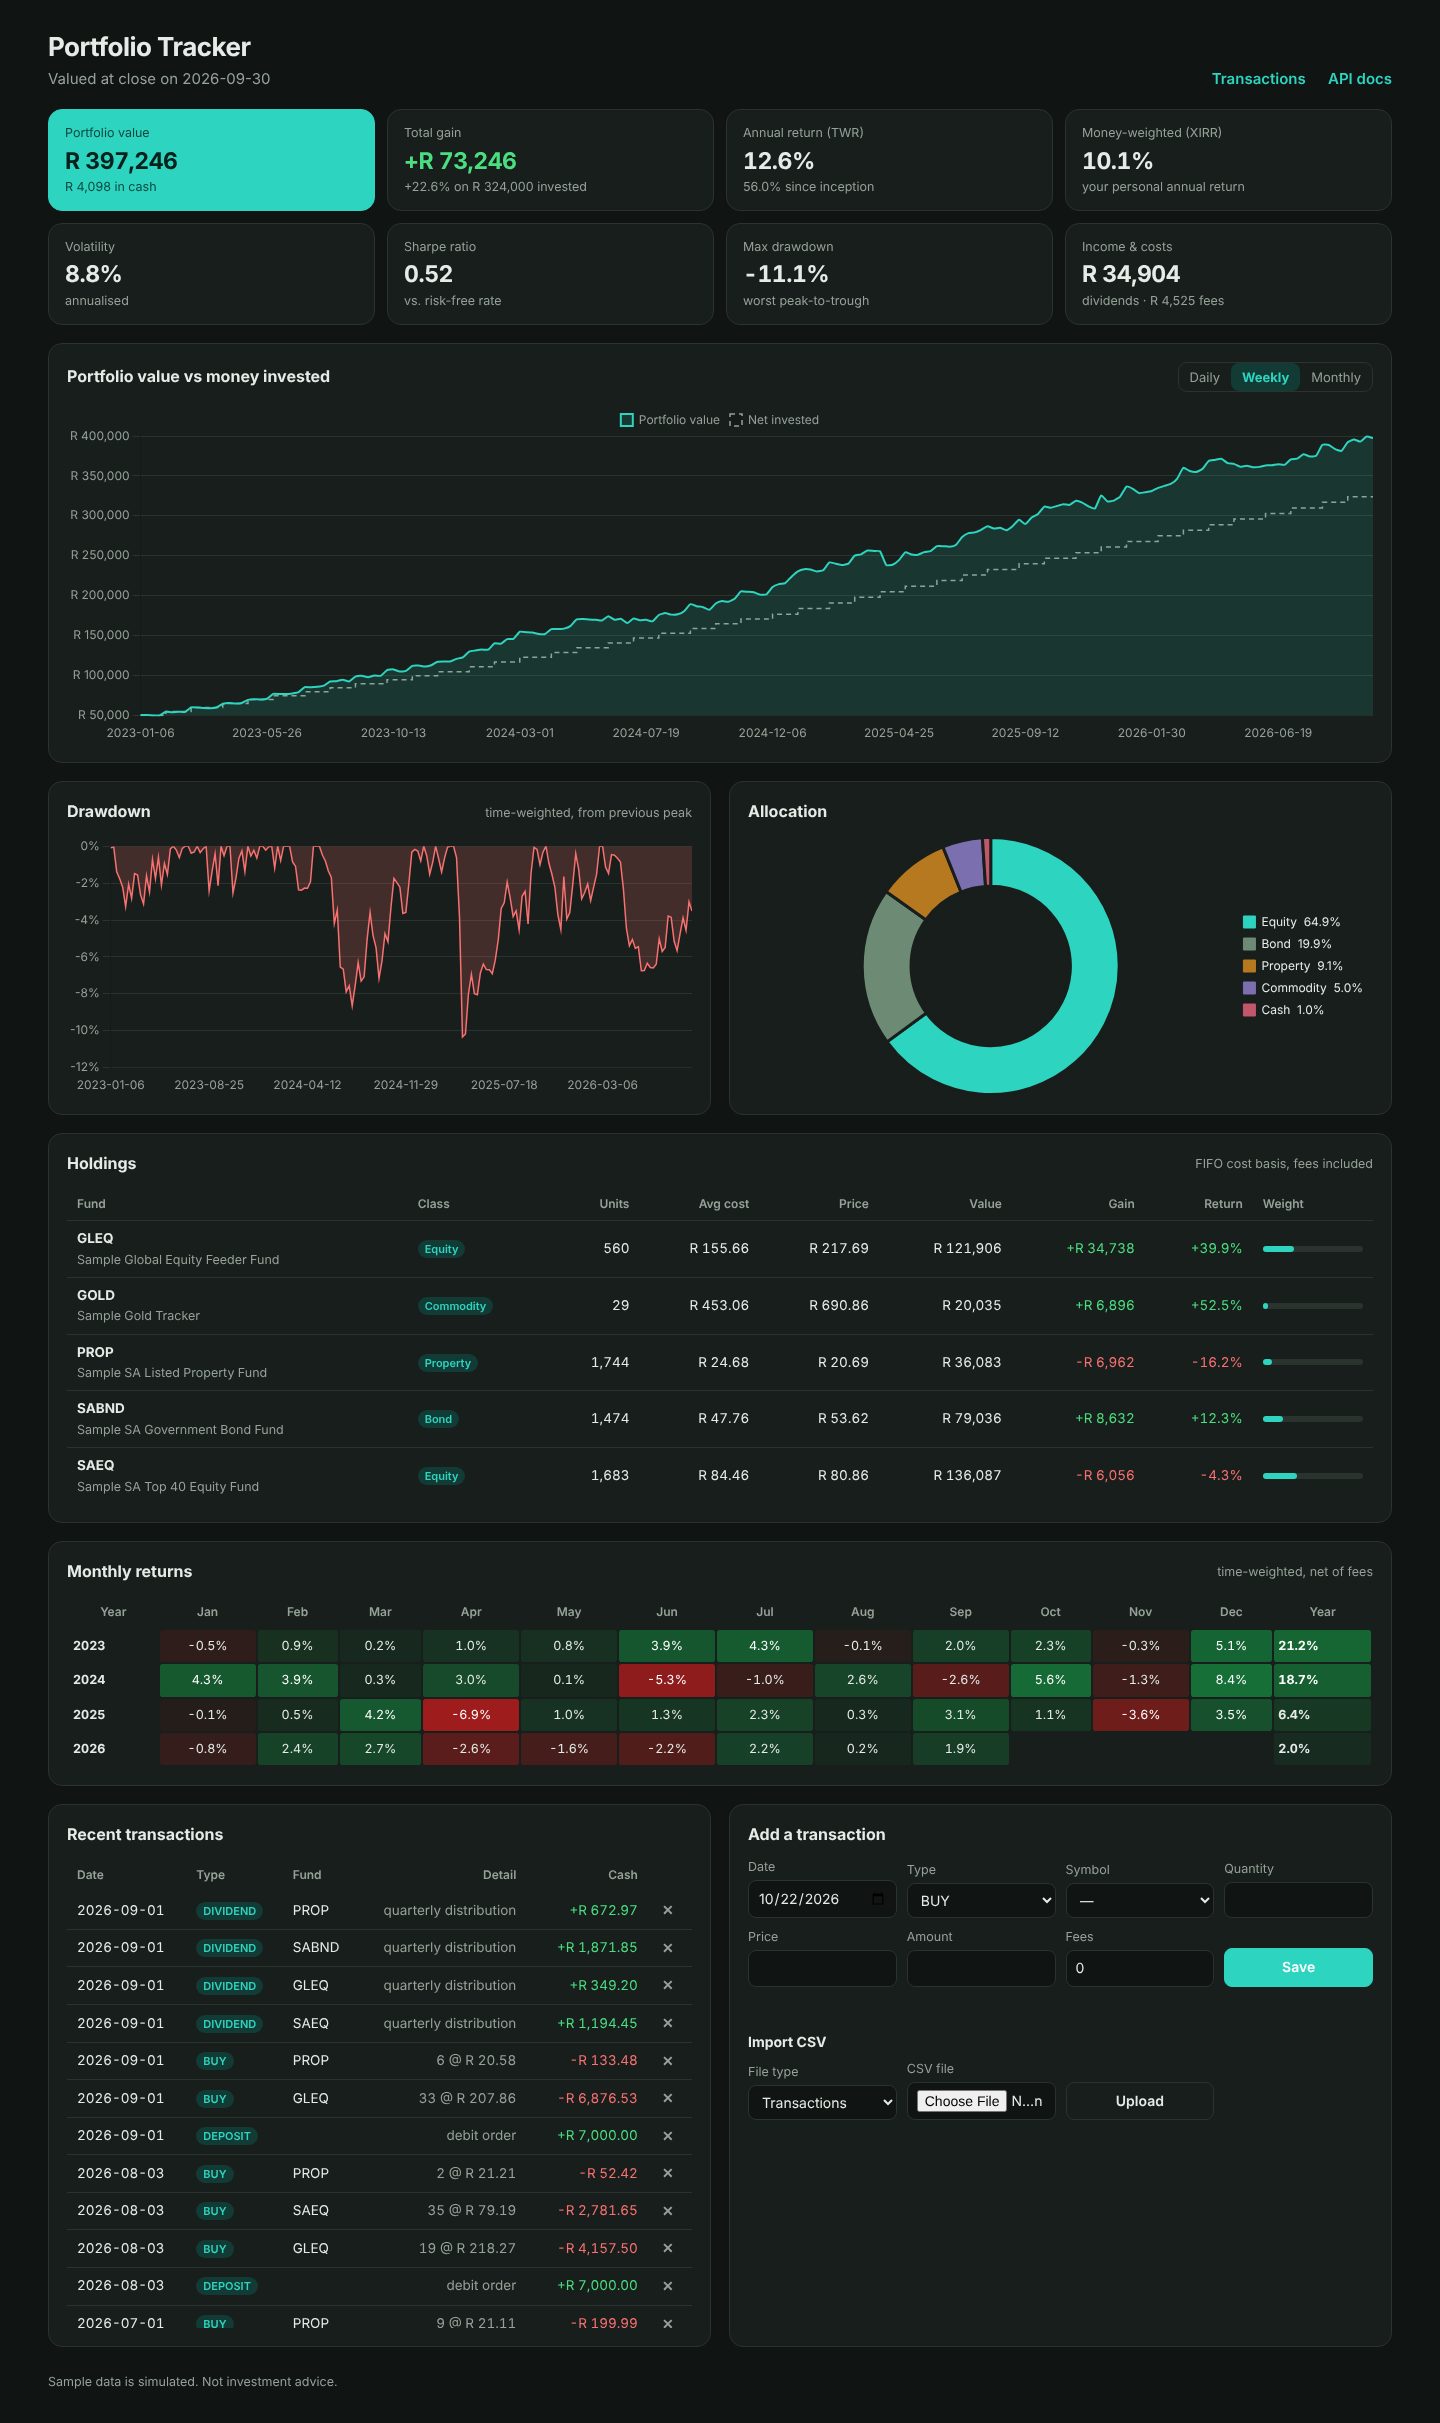 Portfolio Tracker
Valued at close on 2026-09-30
Transactions API docs
Portfolio value
R 397,246
R 4,098 in cash
Total gain
+R 73,246
+22.6% on R 324,000 invested
Annual return (TWR)
12.6%
56.0% since inception
Money-weighted (XIRR)
10.1%
your personal annual return
Volatility
8.8%
annualised
Sharpe ratio
0.52
vs. risk-free rate
Max drawdown
-11.1%
worst peak-to-trough
Income & costs
R 34,904
dividends · R 4,525 fees
Portfolio value vs money invested
Daily Weekly Monthly
Portfolio value Net invested
R 400,000
R 350,000
R 300,000
R 250,000
R 200,000
R 150,000
R 100,000
R 50,000
2023-01-06 2023-05-26 2023-10-13 2024-03-01 2024-07-19 2024-12-06 2025-04-25 2025-09-12 2026-01-30 2026-06-19
Drawdown
time-weighted, from previous peak
0%
-2%
-4%
-6%
-8%
-10%
-12%
2023-01-06 2023-08-25 2024-04-12 2024-11-29 2025-07-18 2026-03-06
Allocation
Equity 64.9%
Bond 19.9%
Property 9.1%
Commodity 5.0%
Cash 1.0%
Holdings
FIFO cost basis, fees included
Fund Class Units Avg cost Price Value Gain Return Weight
GLEQ
Sample Global Equity Feeder Fund
Equity 560 R 155.66 R 217.69 R 121,906 +R 34,738 +39.9%
GOLD
Sample Gold Tracker
Commodity 29 R 453.06 R 690.86 R 20,035 +R 6,896 +52.5%
PROP
Sample SA Listed Property Fund
Property 1,744 R 24.68 R 20.69 R 36,083 -R 6,962 -16.2%
SABND
Sample SA Government Bond Fund
Bond 1,474 R 47.76 R 53.62 R 79,036 +R 8,632 +12.3%
SAEQ
Sample SA Top 40 Equity Fund
Equity 1,683 R 84.46 R 80.86 R 136,087 -R 6,056 -4.3%
Monthly returns
time-weighted, net of fees
Year Jan Feb Mar Apr May Jun Jul Aug Sep Oct Nov Dec Year
2023 -0.5% 0.9% 0.2% 1.0% 0.8% 3.9% 4.3% -0.1% 2.0% 2.3% -0.3% 5.1% 21.2%
2024 4.3% 3.9% 0.3% 3.0% 0.1% -5.3% -1.0% 2.6% -2.6% 5.6% -1.3% 8.4% 18.7%
2025 -0.1% 0.5% 4.2% -6.9% 1.0% 1.3% 2.3% 0.3% 3.1% 1.1% -3.6% 3.5% 6.4%
2026 -0.8% 2.4% 2.7% -2.6% -1.6% -2.2% 2.2% 0.2% 1.9% 2.0%
Recent transactions
Date Type Fund Detail Cash
2026-09-01 DIVIDEND PROP quarterly distribution +R 672.97 ×
2026-09-01 DIVIDEND SABND quarterly distribution +R 1,871.85 ×
2026-09-01 DIVIDEND GLEQ quarterly distribution +R 349.20 ×
2026-09-01 DIVIDEND SAEQ quarterly distribution +R 1,194.45 ×
2026-09-01 BUY PROP 6 @ R 20.58 -R 133.48 ×
2026-09-01 BUY GLEQ 33 @ R 207.86 -R 6,876.53 ×
2026-09-01 DEPOSIT debit order +R 7,000.00 ×
2026-08-03 BUY PROP 2 @ R 21.21 -R 52.42 ×
2026-08-03 BUY SAEQ 35 @ R 79.19 -R 2,781.65 ×
2026-08-03 BUY GLEQ 19 @ R 218.27 -R 4,157.50 ×
2026-08-03 DEPOSIT debit order +R 7,000.00 ×
2026-07-01 BUY PROP 9 @ R 21.11 -R 199.99 ×
Add a transaction
Date Type Symbol Quantity
10/22/2026 BUY —
Price Amount Fees
0 Save
Import CSV
File type CSV file
Transactions Choose File N...n Upload
Sample data is simulated. Not investment advice.